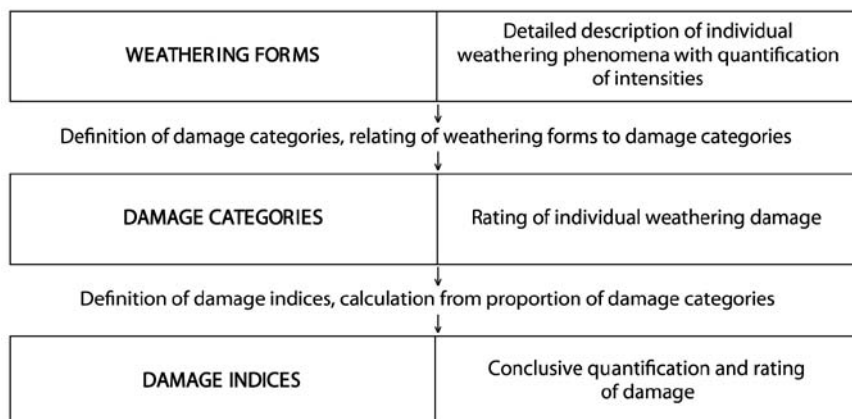 WEATHERING FORMS
Detailed description of individual
weathering phenomena with quantification
of intensities
Definition of damage categories, relating of weathering forms to damage categories
DAMAGE CATEGORIES
Rating of individual weathering damage
Definition of damage indices, calculation from proportion of damage categories
DAMAGE INDICES
Conclusive quantification and rating
of damage